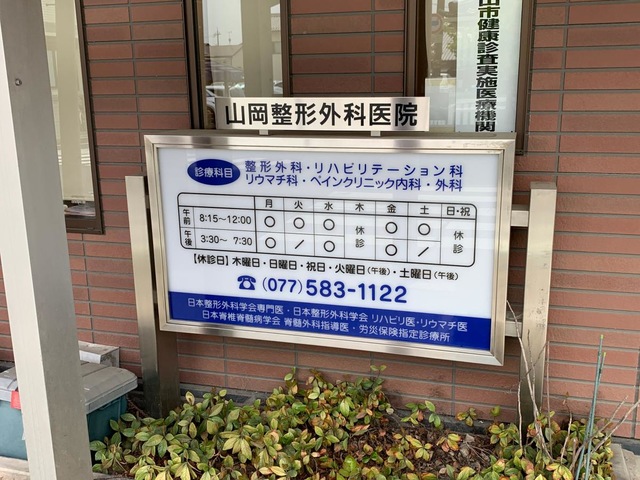 山市健康診査実施医療機関
山岡整形外科医院
診療科目
整形外科・リハビリテーション科
リウマチ科・ペインクリニック内科・外科
月 火 水 木 金 土 日・祝
午前 8:15〜12:00 ○ ○ ○ 休診 ○ ○ 休診
午後 3:30〜 7:30 ○ / ○ ○ /
【休診日】木曜日・日曜日・祝日・火曜日(午後)・土曜日(午後)
☎(077)583-1122
日本整形外科学会専門医・日本整形外科学会 リハビリ医・リウマチ医
日本脊椎脊髄病学会 脊髄外科指導医・労災保険指定診療所